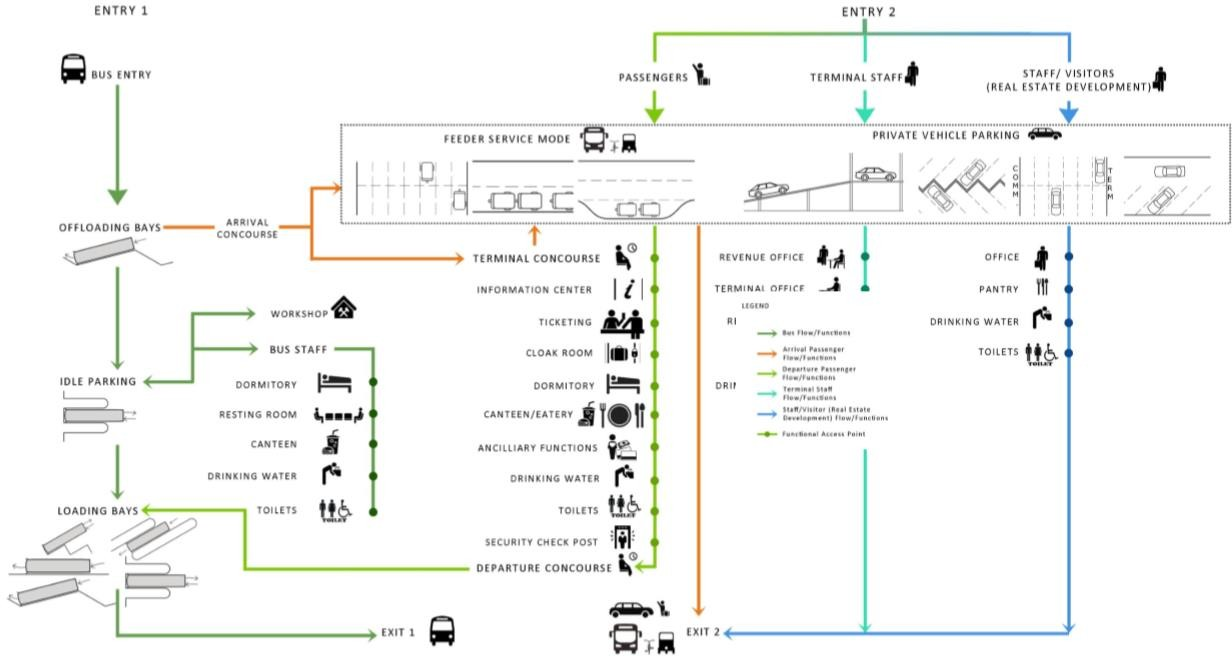 ENTRY 1
ENTRY 2
BUS ENTRY
PASSENGERS
TERMINAL STAFF
STAFF/ VISITORS
(REAL ESTATE DEVELOPMENT)
FEEDER SERVICE MODE
PRIVATE VEHICLE PARKING
COMM
TERM
OFFLOADING BAYS
ARRIVAL
CONCOURSE
TERMINAL CONCOURSE
INFORMATION CENTER
TICKETING
CLOAK ROOM
DORMITORY
CANTEEN/EATERY
ANCILLIARY FUNCTIONS
DRINKING WATER
TOILETS
TOILET
SECURITY CHECK POST
DEPARTURE CONCOURSE
WORKSHOP
BUS STAFF
IDLE PARKING
DORMITORY
RESTING ROOM
CANTEEN
DRINKING WATER
TOILETS
TOILET
LOADING BAYS
EXIT 1
REVENUE OFFICE
TERMINAL OFFICE
LEGEND
Bus Flow/Functions
Arrival Passenger
Flow/Functions
Departure Passenger
Flow/Functions
Terminal Staff
Flow/Functions
Staff/Visitor (Real Estate
Development) Flow/Functions
Functional Access Point
OFFICE
PANTRY
DRINKING WATER
TOILETS
TOILET
EXIT 2